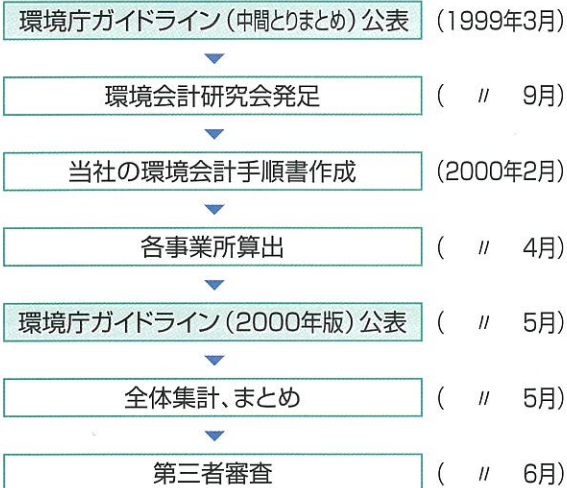 環境庁ガイドライン(中間とりまとめ)公表 (1999年3月)
環境会計研究会発足 ( 〃 9月)
当社の環境会計手順書作成 (2000年2月)
各事業所算出 ( 〃 4月)
環境庁ガイドライン(2000年版)公表 ( 〃 5月)
全体集計、まとめ ( 〃 5月)
第三者審査 ( 〃 6月)